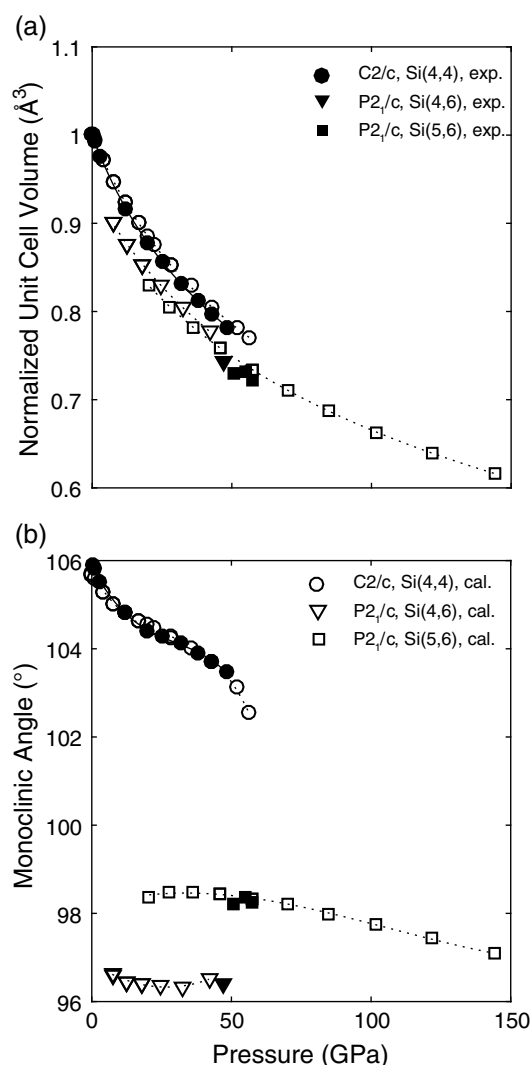 (a)
1.1
1
0.9
0.8
0.7
0.6
Normalized Unit Cell Volume (Å³)
C2/c, Si(4,4), exp.
P2₁/c, Si(4,6), exp.
P2₁/c, Si(5,6), exp.
(b)
106
104
102
100
98
96
Monoclinic Angle (°)
C2/c, Si(4,4), cal.
P2₁/c, Si(4,6), cal.
P2₁/c, Si(5,6), cal.
0 50 100 150
Pressure (GPa)